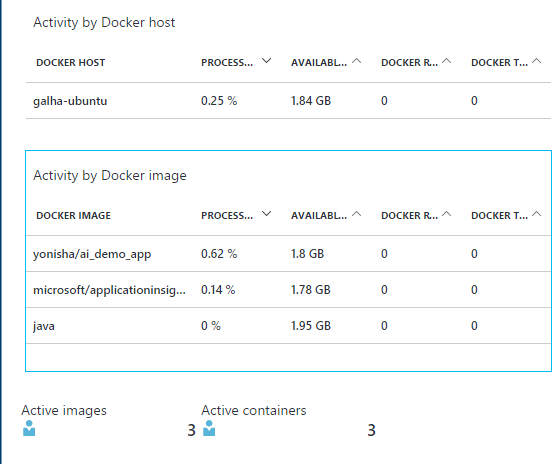 Activity by Docker host
DOCKER HOST PROCESS... AVAILABL... DOCKER R... DOCKER T...
galha-ubuntu 0.25 % 1.84 GB 0 0
Activity by Docker image
DOCKER IMAGE PROCESS... AVAILABL... DOCKER R... DOCKER T...
yonisha/ai_demo_app 0.62 % 1.8 GB 0 0
microsoft/applicationinsig... 0.14 % 1.78 GB 0 0
java 0 % 1.95 GB 0 0
Active images Active containers
3 3